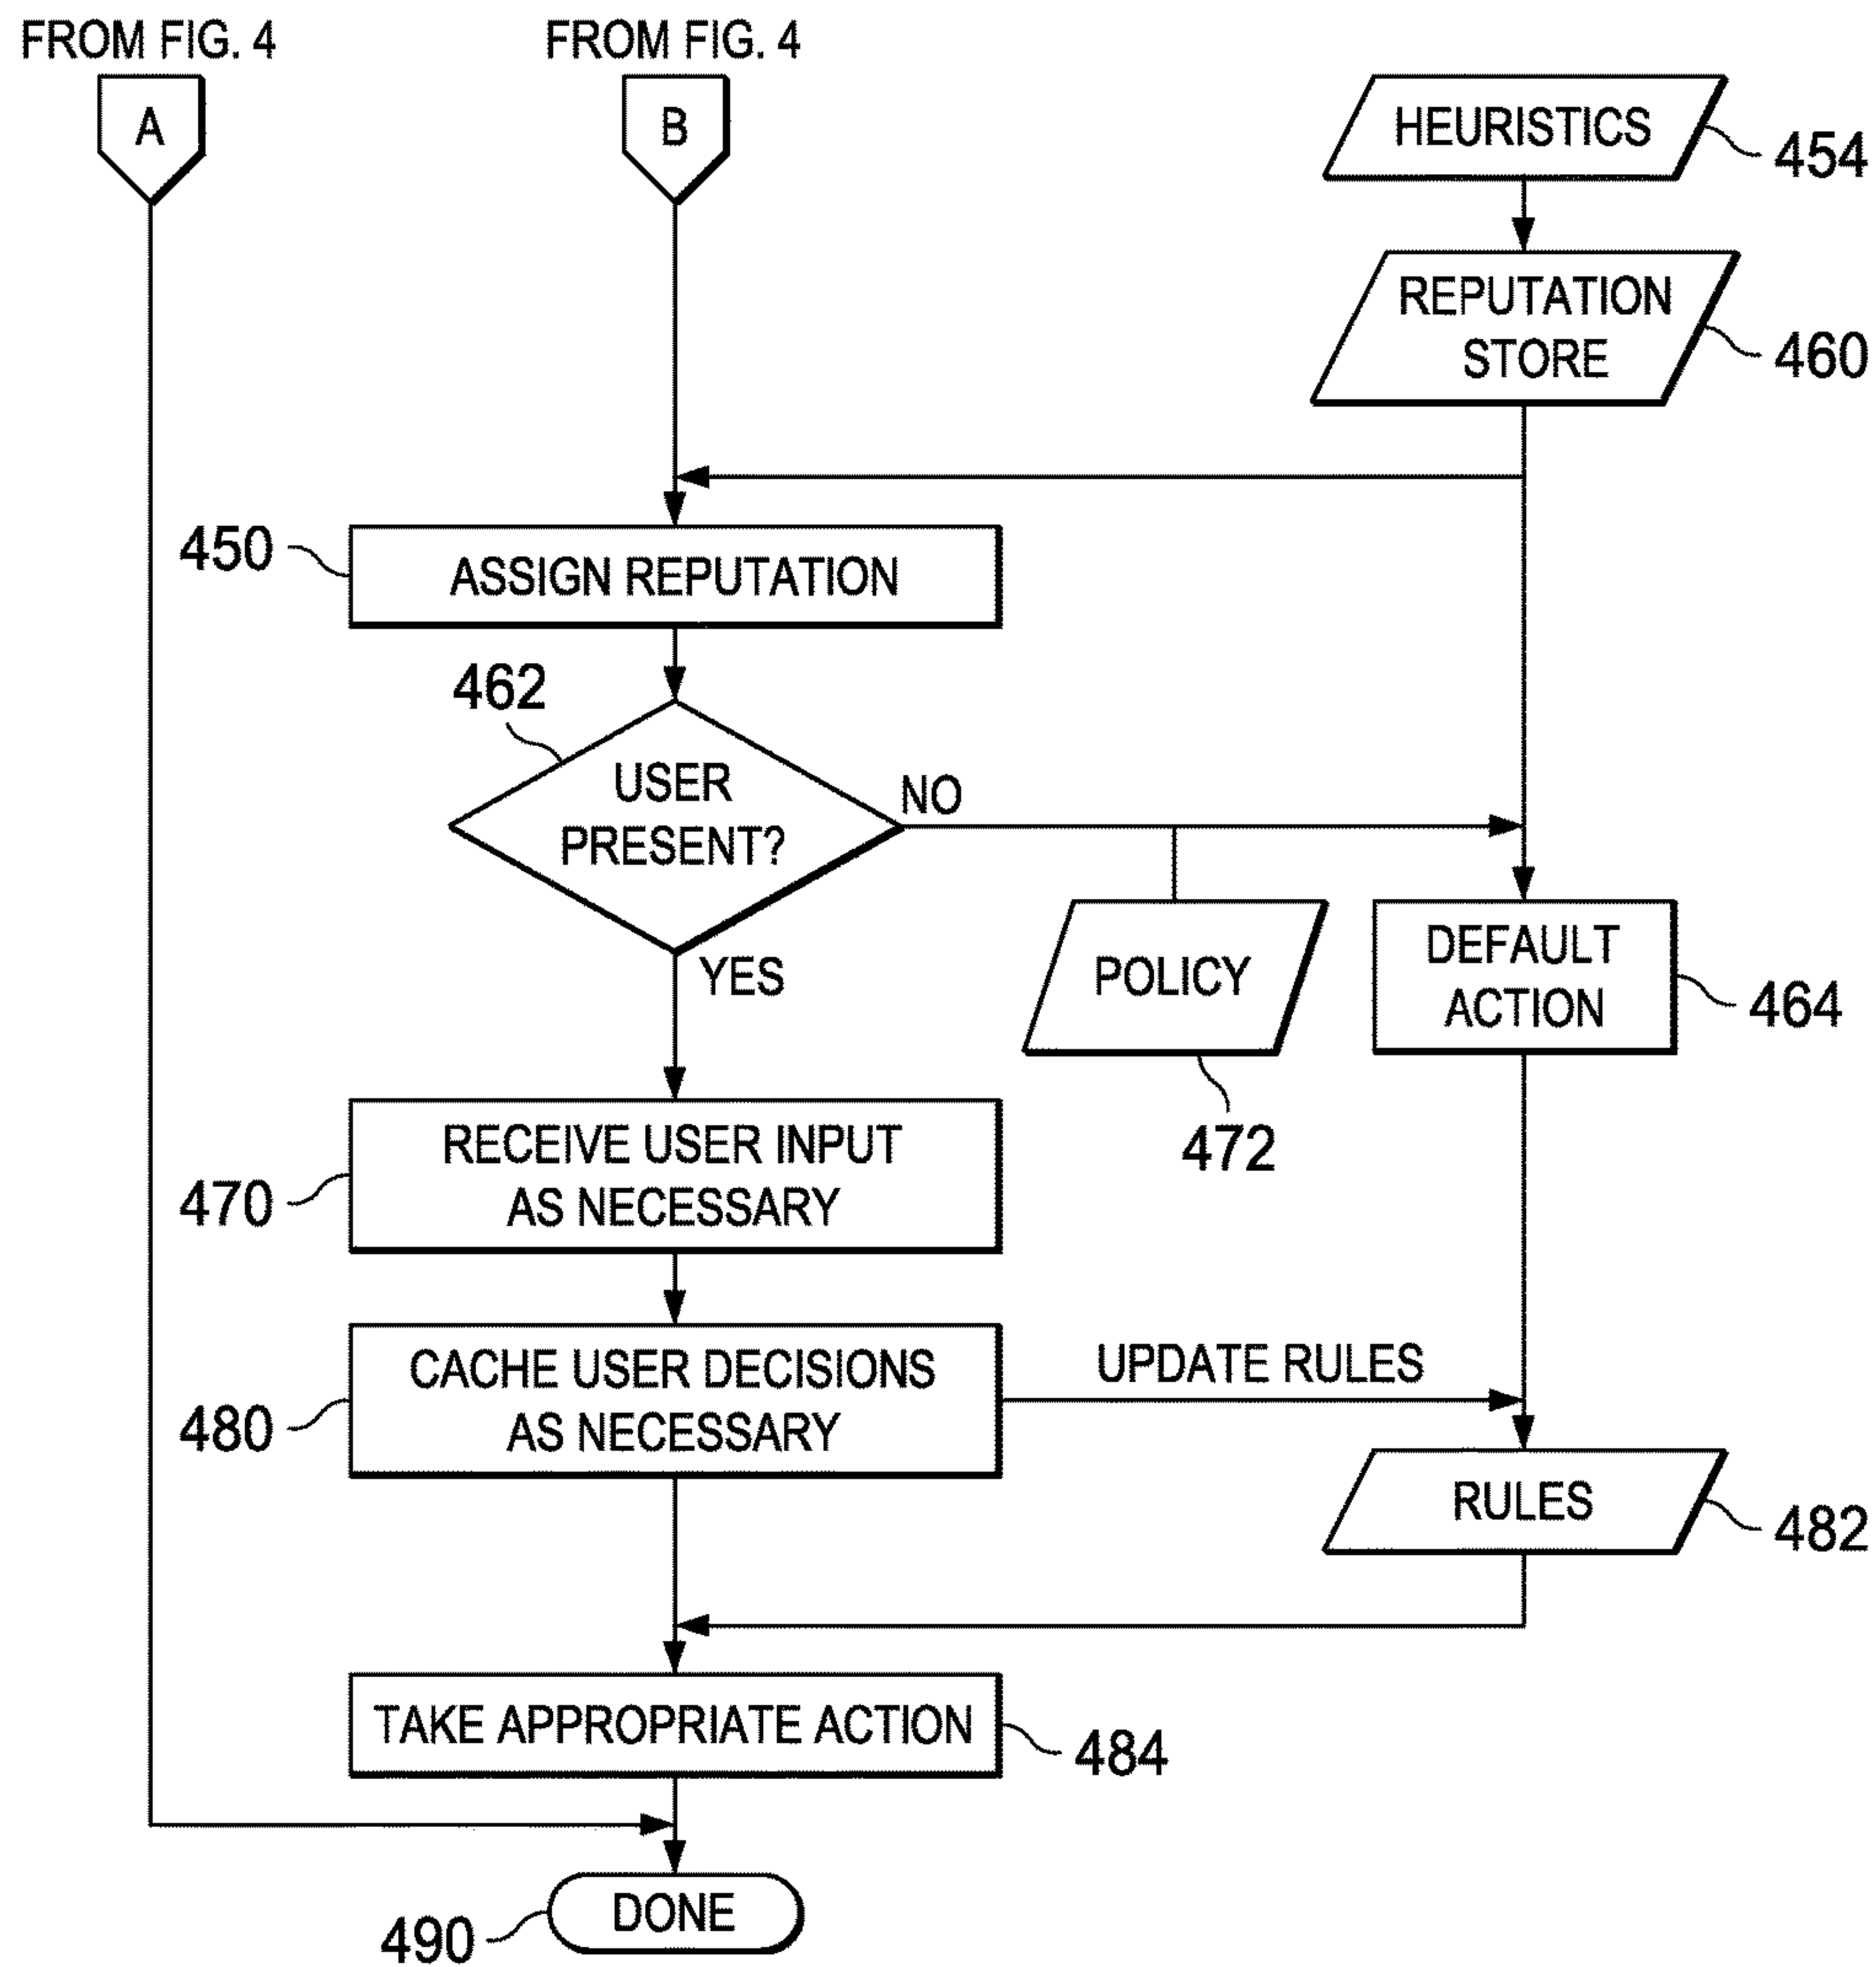 FROM FIG. 4
FROM FIG. 4
A
B
HEURISTICS
454
REPUTATION
STORE
460
450
ASSIGN REPUTATION
462
USER
PRESENT?
NO
YES
POLICY
472
DEFAULT
ACTION
464
RECEIVE USER INPUT
AS NECESSARY
470
CACHE USER DECISIONS
AS NECESSARY
480
UPDATE RULES
RULES
482
TAKE APPROPRIATE ACTION
484
DONE
490